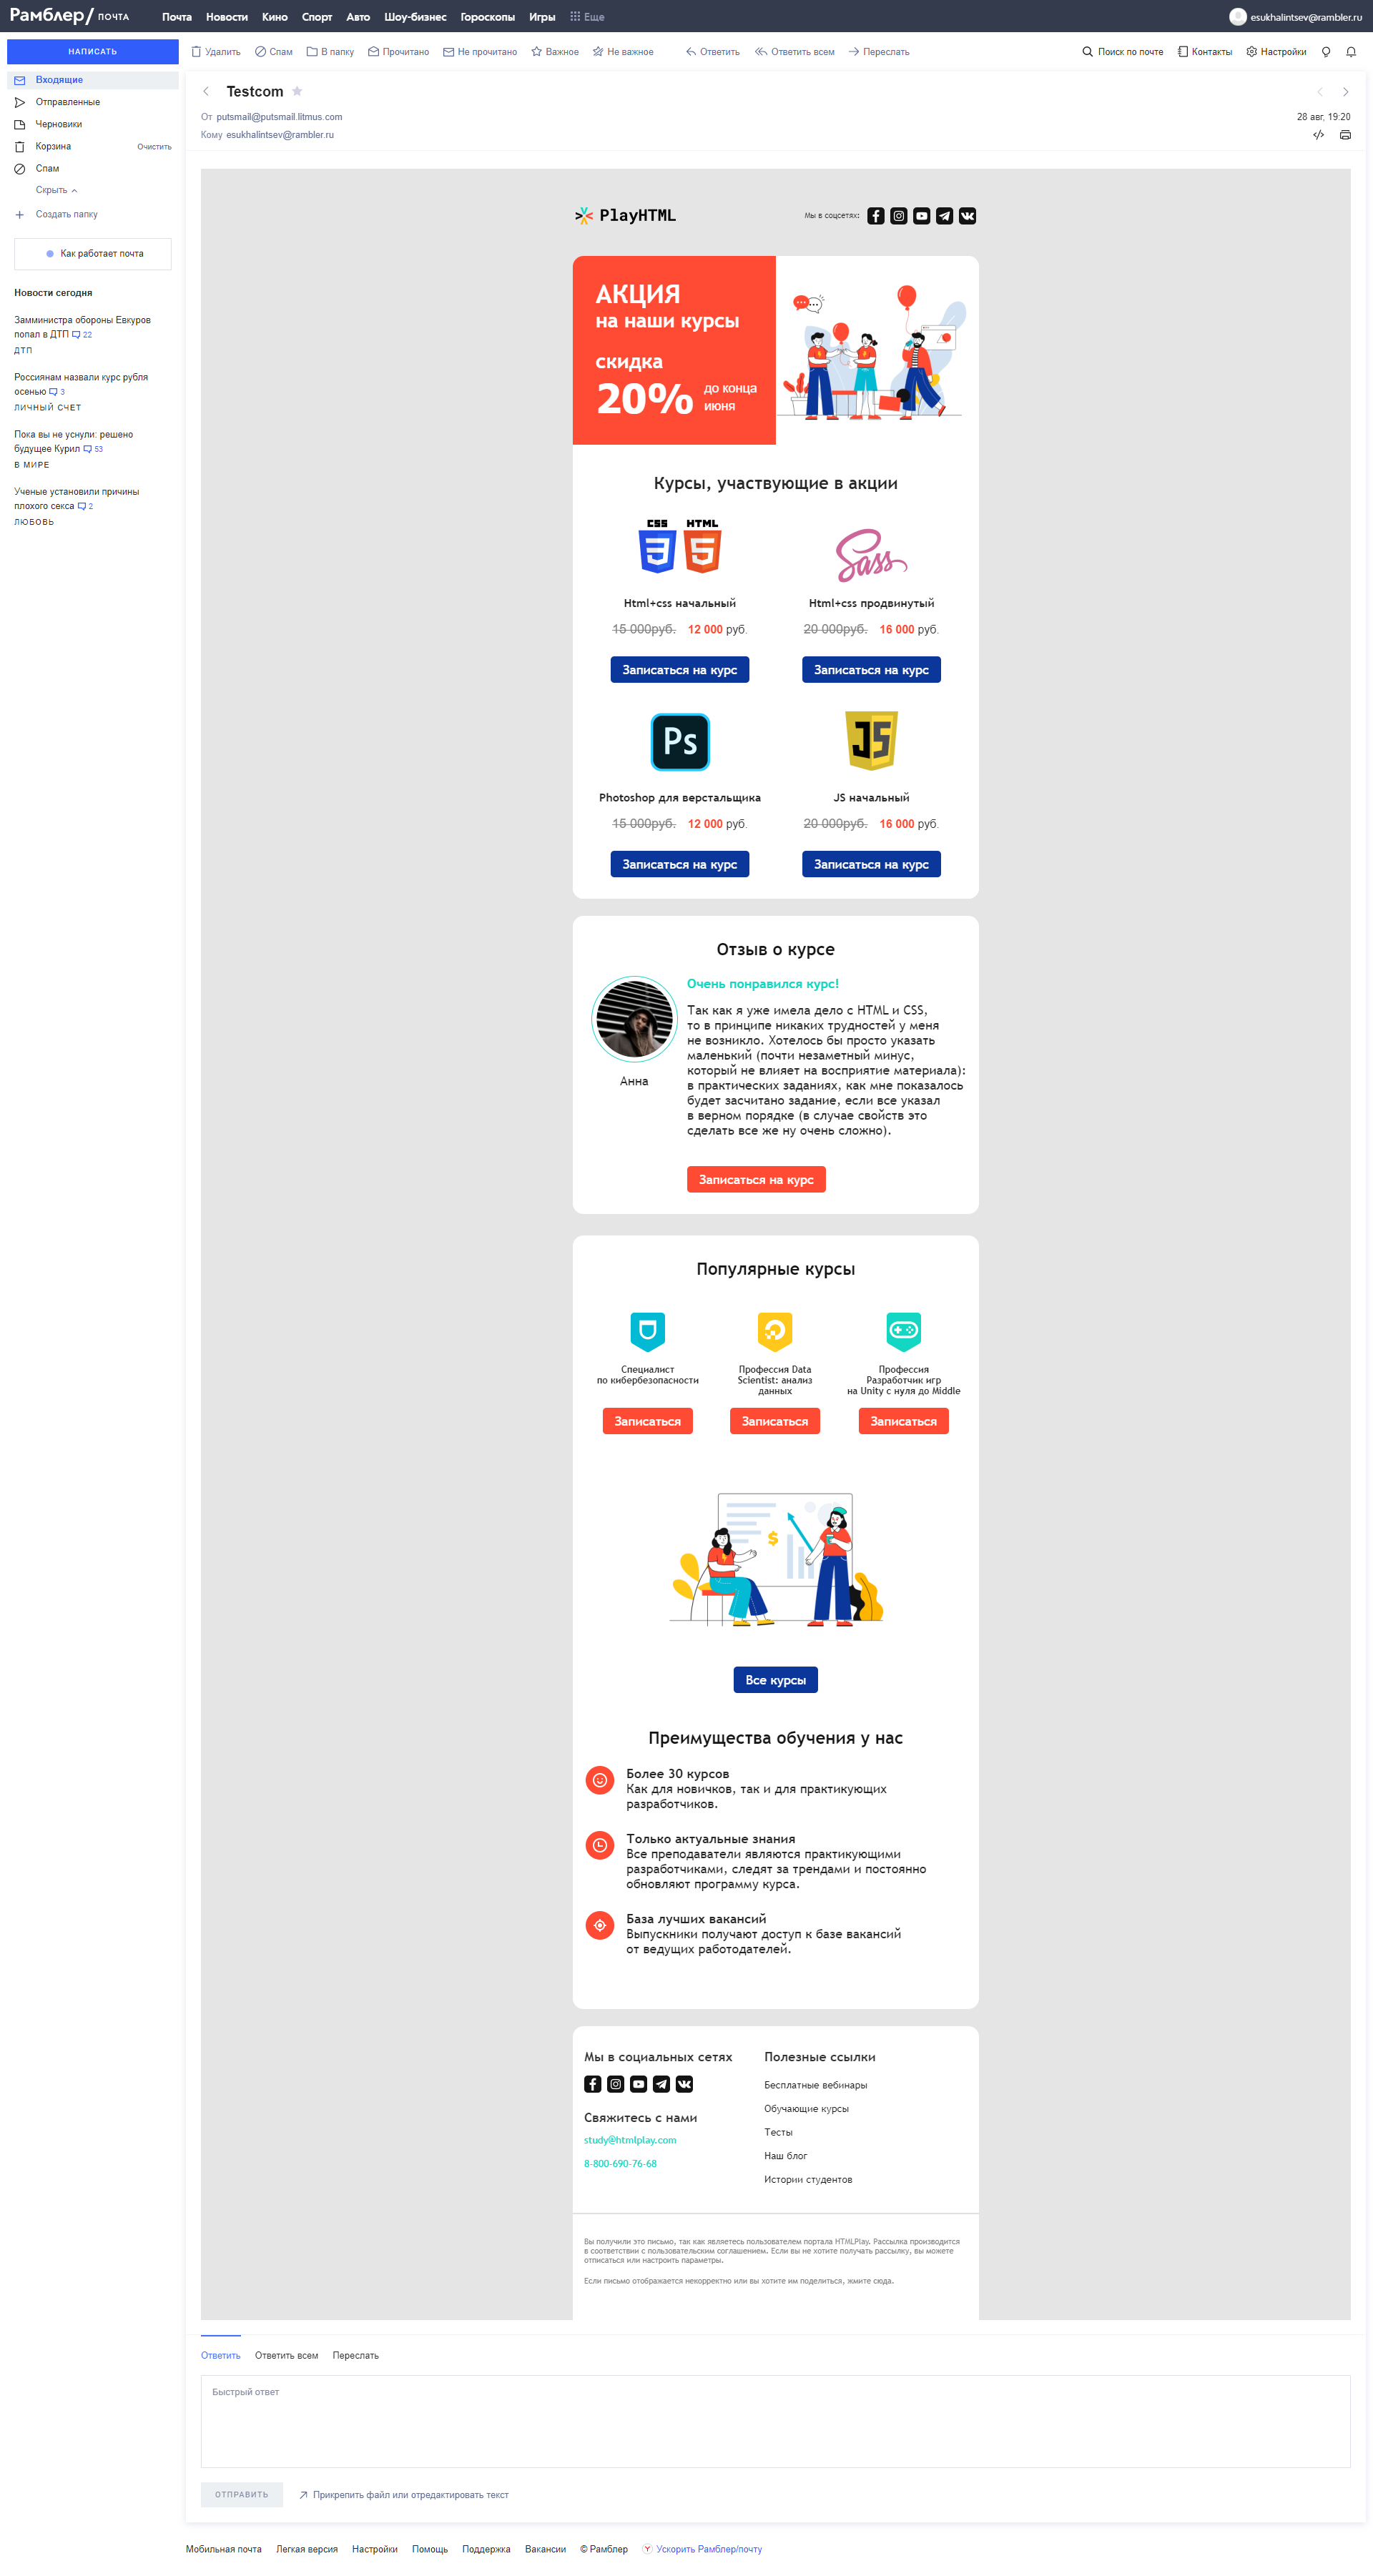 Рамблер/ ПОЧТА
Почта Новости Кино Спорт Авто Шоу-бизнес Гороскопы Игры Еще
esukhalintsev@rambler.ru
НАПИСАТЬ
Удалить Спам В папку Прочитано Не прочитано Важное Не важное Ответить Ответить всем Переслать
Поиск по почте Контакты Настройки
Входящие
Отправленные
Черновики
Корзина Очистить
Спам
Скрыть
Создать папку
Как работает почта
Новости сегодня
Замминистра обороны Евкуров
попал в ДТП 22
ДТП
Россиянам назвали курс рубля
осенью 3
ЛИЧНЫЙ СЧЕТ
Пока вы не уснули: решено
будущее Курил 53
В МИРЕ
Ученые установили причины
плохого секса 2
ЛЮБОВЬ
Testcom
От putsmail@putsmail.litmus.com
28 авг, 19:20
Кому esukhalintsev@rambler.ru
PlayHTML
Мы в соцсетях:
АКЦИЯ
на наши курсы
скидка
20% до конца
июня
Курсы, участвующие в акции
CSS HTML
3 5
Sass
Html+css начальный
Html+css продвинутый
15 000руб. 12 000 руб.
20 000руб. 16 000 руб.
Записаться на курс
Записаться на курс
Ps
JS
Photoshop для верстальщика
JS начальный
15 000руб. 12 000 руб.
20 000руб. 16 000 руб.
Записаться на курс
Записаться на курс
Отзыв о курсе
Анна
Очень понравился курс!
Так как я уже имела дело с HTML и CSS,
то в принципе никаких трудностей у меня
не возникло. Хотелось бы просто указать
маленький (почти незаметный минус,
который не влияет на восприятие материала):
в практических заданиях, как мне показалось
будет засчитано задание, если все указал
в верном порядке (в случае свойств это
сделать все же ну очень сложно).
Записаться на курс
Популярные курсы
Специалист
по кибербезопасности
Записаться
Профессия Data
Scientist: анализ
данных
Записаться
Профессия
Разработчик игр
на Unity с нуля до Middle
Записаться
$
Все курсы
Преимущества обучения у нас
Более 30 курсов
Как для новичков, так и для практикующих
разработчиков.
Только актуальные знания
Все преподаватели являются практикующими
разработчиками, следят за трендами и постоянно
обновляют программу курса.
База лучших вакансий
Выпускники получают доступ к базе вакансий
от ведущих работодателей.
Мы в социальных сетях
Свяжитесь с нами
study@htmlplay.com
8-800-690-76-68
Полезные ссылки
Бесплатные вебинары
Обучающие курсы
Тесты
Наш блог
Истории студентов
Вы получили это письмо, так как являетесь пользователем портала HTMLPlay. Рассылка производится
в соответствии с пользовательским соглашением. Если вы не хотите получать рассылку, вы можете
отписаться или настроить параметры.
Если письмо отображается некорректно или вы хотите им поделиться, жмите сюда.
Ответить Ответить всем Переслать
Быстрый ответ
ОТПРАВИТЬ
Прикрепить файл или отредактировать текст
Мобильная почта Легкая версия Настройки Помощь Поддержка Вакансии © Рамблер Ускорить Рамблер/почту